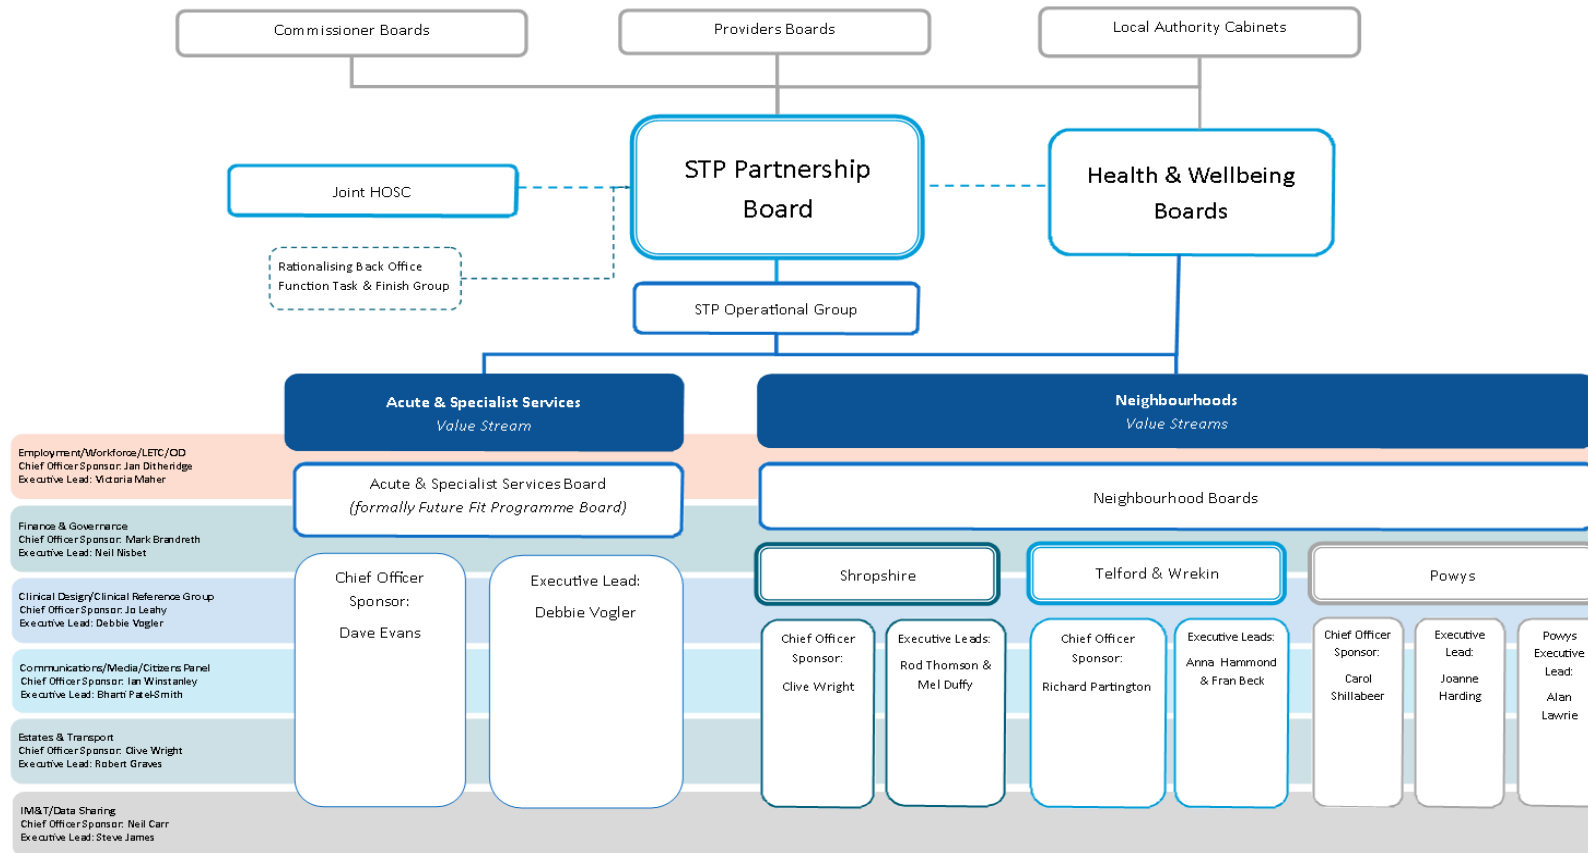 Commissioner Boards
Providers Boards
Local Authority Cabinets
STP Partnership
Board
Health & Wellbeing
Boards
Joint HOSC
Rationalising Back Office
Function Task & Finish Group
STP Operational Group
Acute & Specialist Services
Value Stream
Neighbourhoods
Value Streams
Employment/Workforce/LETC/OD
Chief Officer Sponsor: Jan Ditheridge
Executive Lead: Victoria Maher
Acute & Specialist Services Board
(formally Future Fit Programme Board)
Neighbourhood Boards
Finance & Governance
Chief Officer Sponsor: Mark Brandreth
Executive Lead: Neil Nisbet
Chief Officer
Sponsor:
Dave Evans
Executive Lead:
Debbie Vogler
Shropshire
Telford & Wrekin
Powys
Clinical Design/Clinical Reference Group
Chief Officer Sponsor: Jo Leahy
Executive Lead: Debbie Vogler
Chief Officer
Sponsor:
Clive Wright
Executive Leads:
Rod Thomson &
Mel Duffy
Chief Officer
Sponsor:
Richard Partington
Executive Leads:
Anna Hammond
& Fran Beck
Chief Officer
Sponsor:
Carol
Shillabeer
Executive
Lead:
Joanne
Harding
Powys
Executive
Lead:
Alan
Lawrie
Communications/Media/Citizens Panel
Chief Officer Sponsor: Ian Winstanley
Executive Lead: Bharti Patel-Smith
Estates & Transport
Chief Officer Sponsor: Clive Wright
Executive Lead: Robert Graves
IM&T/Data Sharing
Chief Officer Sponsor: Neil Carr
Executive Lead: Steve James